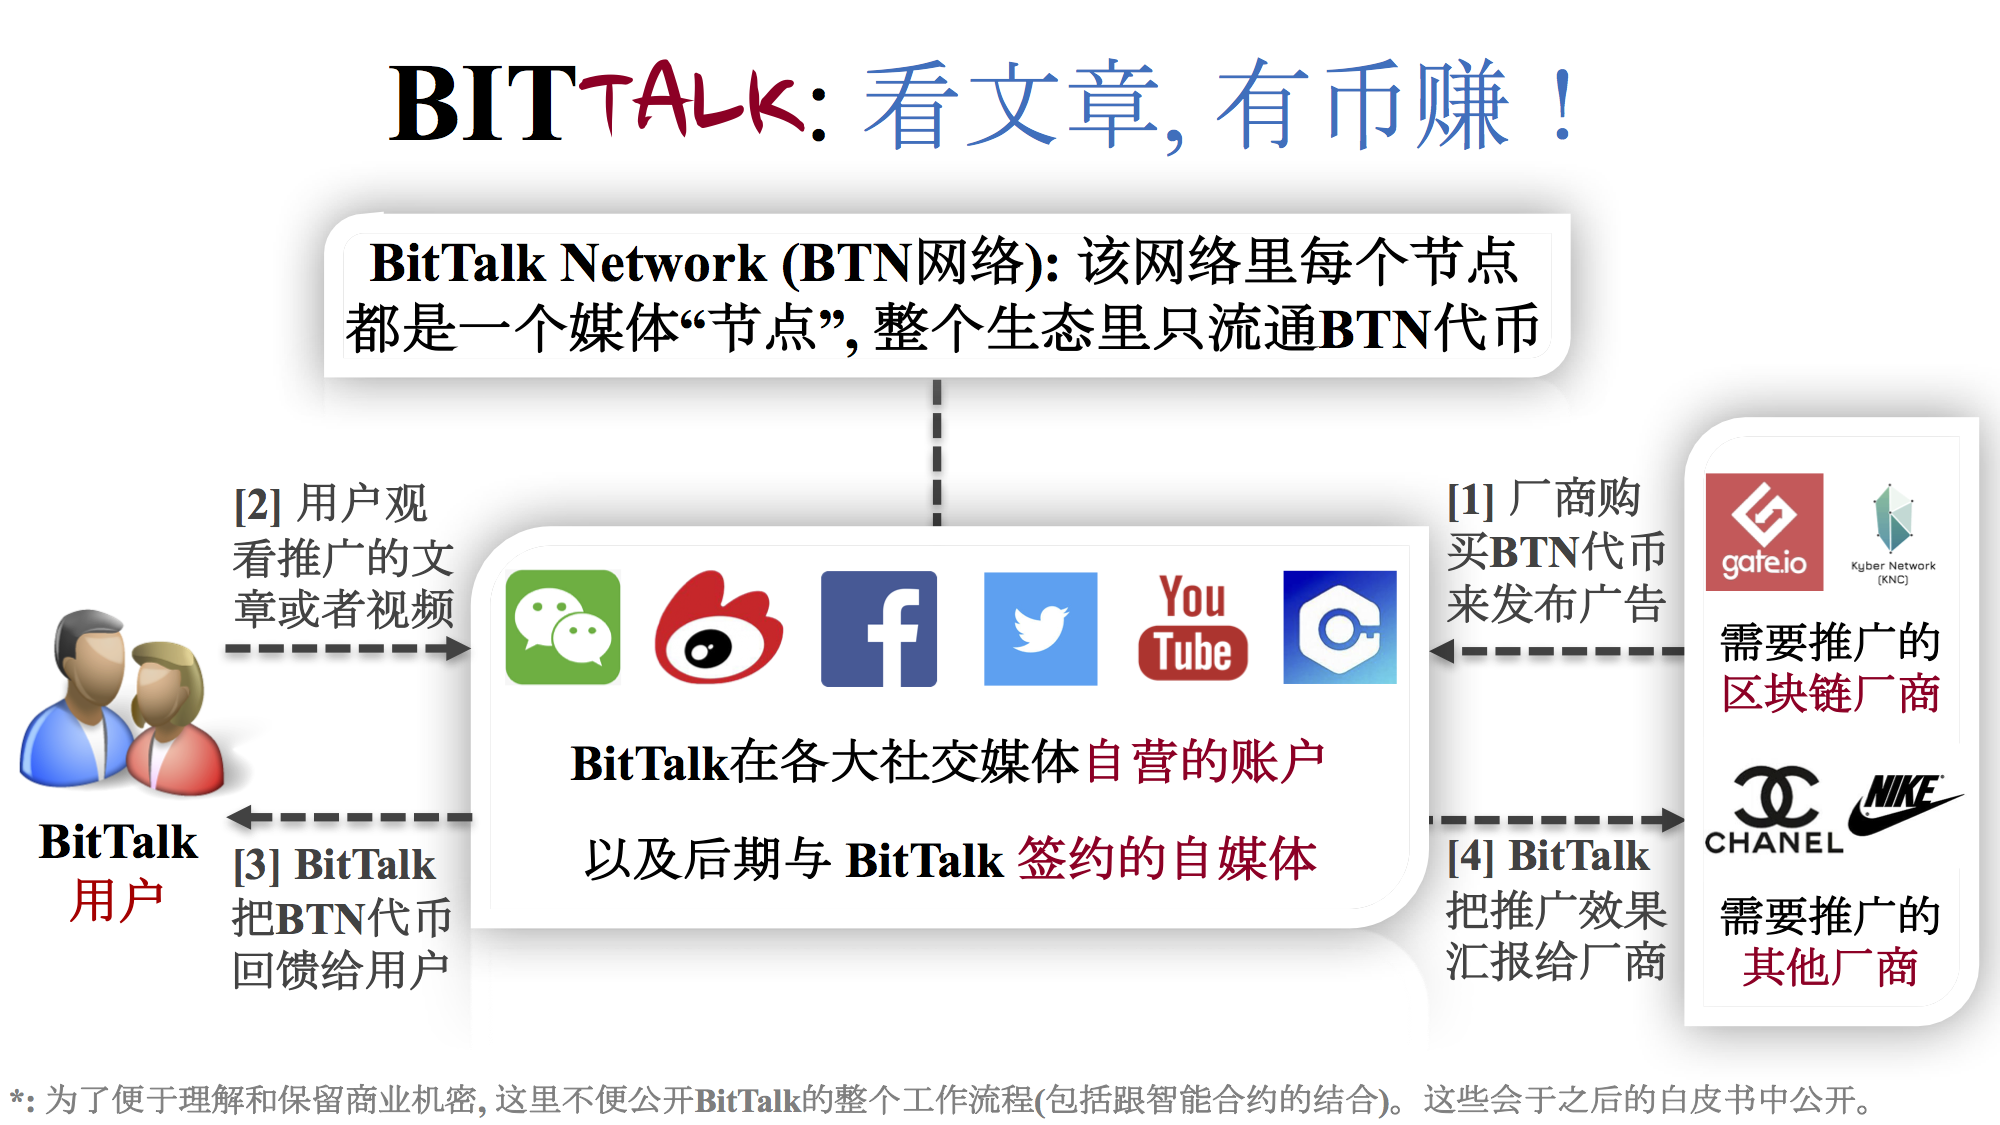 BITTALK: 看文章, 有币赚！
BitTalk Network (BTN网络): 该网络里每个节点
都是一个媒体“节点”, 整个生态里只流通BTN代币
[2] 用户观
看推广的文
章或者视频
[1] 厂商购
买BTN代币
来发布广告
gate.io
Kyber Network
(KNC)
You
Tube
需要推广的
区块链厂商
BitTalk在各大社交媒体自营的账户
以及后期与 BitTalk 签约的自媒体
NIKE
CHANEL
BitTalk
用户
[3] BitTalk
把BTN代币
回馈给用户
[4] BitTalk
把推广效果
汇报给厂商
需要推广的
其他厂商
*: 为了便于理解和保留商业机密, 这里不便公开BitTalk的整个工作流程(包括跟智能合约的结合)。这些会于之后的白皮书中公开。